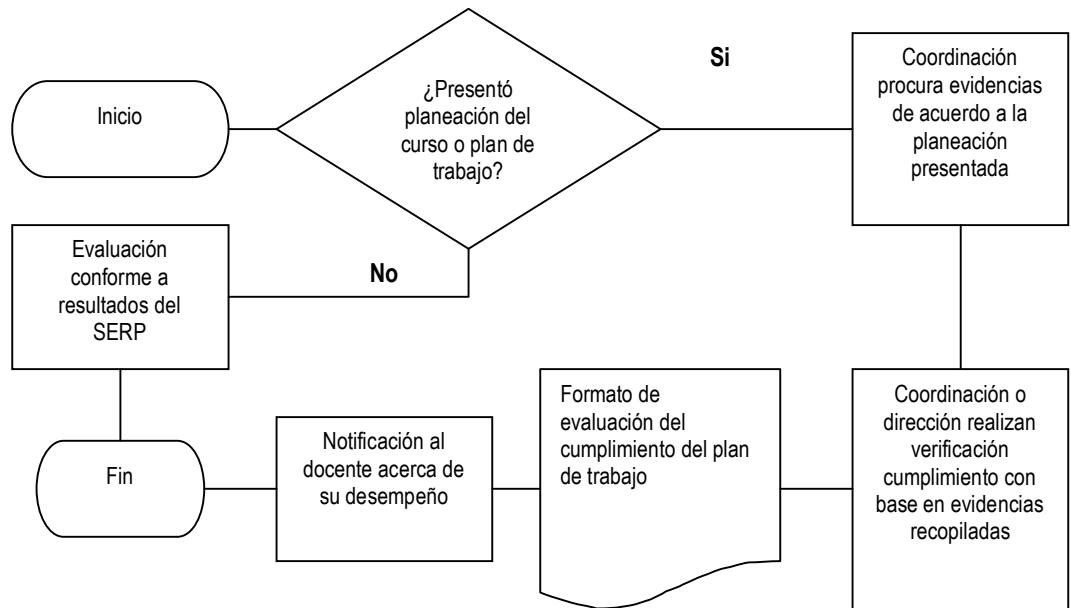 Inicio
¿Presentó
planeación del
curso o plan de
trabajo?
Si
Coordinación
procura evidencias
de acuerdo a la
planeación
presentada
No
Evaluación
conforme a
resultados del
SERP
Coordinación o
dirección realizan
verificación
cumplimiento con
base en evidencias
recopiladas
Formato de
evaluación del
cumplimiento del plan
de trabajo
Notificación al
docente acerca de
su desempeño
Fin